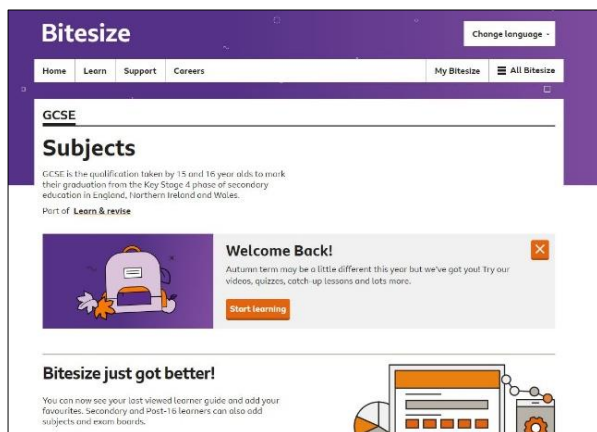 Bitesize
Change language
Home Learn Support Careers My Bitesize All Bitesize
GCSE
Subjects
GCSE is the qualification taken by 15 and 16 year olds to mark
their graduation from the Key Stage 4 phase of secondary
education in England, Northern Ireland and Wales.
Part of Learn & revise
Welcome Back!
Autumn term may be a little different this year but we've got you! Try our
videos, quizzes, catch-up lessons and lots more.
Start learning
Bitesize just got better!
You can now see your last viewed learner guide and add your
favourites. Secondary and Post-16 learners can also add
subjects and exam boards.